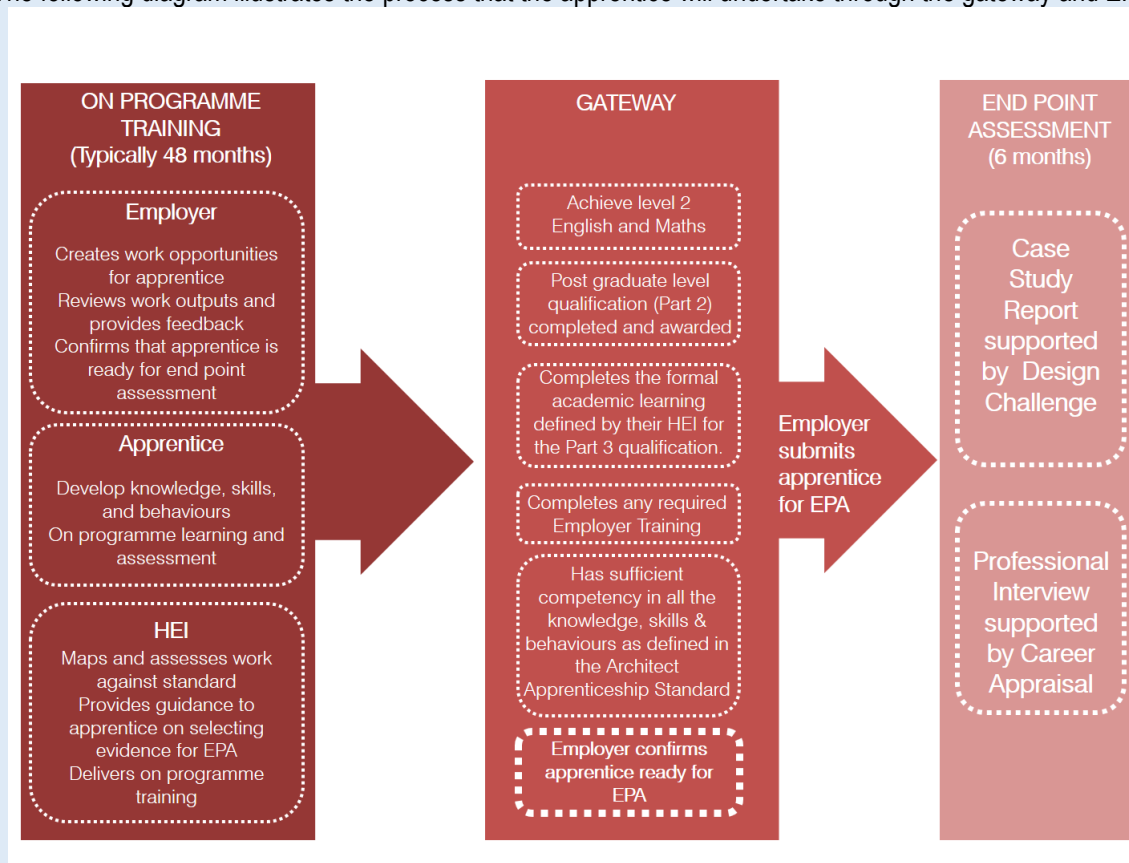 The following diagram illustrates the process that the apprentice will undertake through the gateway and
ON PROGRAMME
TRAINING
(Typically 48 months)
Employer
Creates work opportunities
for apprentice
Reviews work outputs and
provides feedback
Confirms that apprentice is
ready for end point
assessment
Apprentice
Develop knowledge, skills,
and behaviours
On programme learning and
assessment
HEI
Maps and assesses work
against standard
Provides guidance to
apprentice on selecting
evidence for EPA
Delivers on programme
training
GATEWAY
Achieve level 2
English and Maths
Post graduate level
qualification (Part 2)
completed and awarded
Completes the formal
academic learning
defined by their HEI for
the Part 3 qualification.
Completes any required
Employer Training
Has sufficient
competency in all the
knowledge, skills &
behaviours as defined in
the Architect
Apprenticeship Standard
Employer confirms
apprentice ready for
EPA
Employer
submits
apprentice
for EPA
END POINT
ASSESSMENT
(6 months)
Case
Study
Report
supported
by Design
Challenge
Professional
Interview
supported
by Career
Appraisal